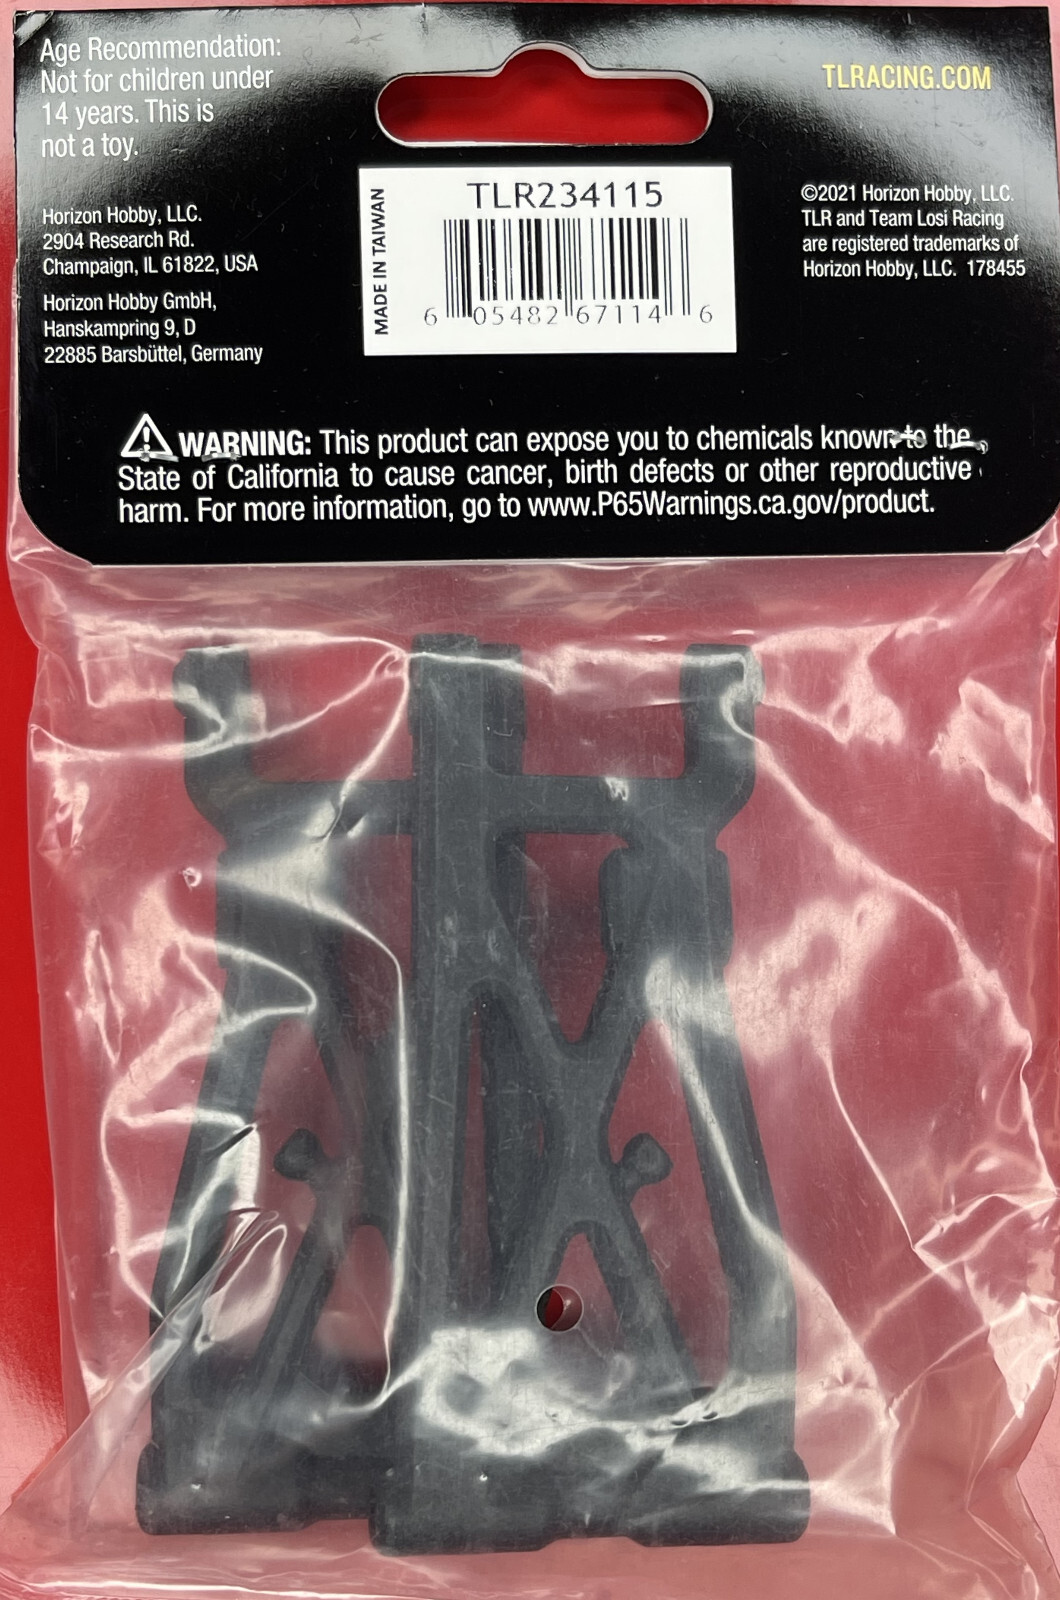 Age Recommendation:
Not for children under
14 years. This is
not a toy.
TLRACING.COM
Horizon Hobby, LLC.
2904 Research Rd.
Champaign, IL 61822, USA
Horizon Hobby GmbH,
Hanskampring 9, D
22885 Barsbüttel, Germany
MADE IN TAIWAN
TLR234115
6 05482 67114 6
©2021 Horizon Hobby, LLC.
TLR and Team Losi Racing
are registered trademarks of
Horizon Hobby, LLC. 178455
WARNING: This product can expose you to chemicals known to the
State of California to cause cancer, birth defects or other reproductive
harm. For more information, go to www.P65Warnings.ca.gov/product.